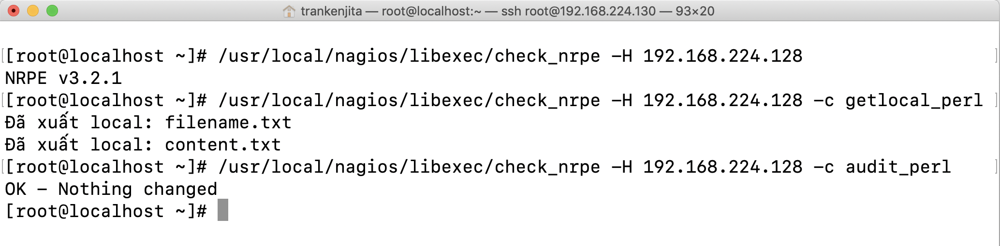 trankenjita — root@localhost:~ — ssh root@192.168.224.130 — 93×20
[root@localhost ~]# /usr/local/nagios/libexec/check_nrpe -H 192.168.224.128
NRPE v3.2.1
[root@localhost ~]# /usr/local/nagios/libexec/check_nrpe -H 192.168.224.128 -c getlocal_perl
Đã xuất local: filename.txt
Đã xuất local: content.txt
[root@localhost ~]# /usr/local/nagios/libexec/check_nrpe -H 192.168.224.128 -c audit_perl
OK - Nothing changed
[root@localhost ~]#